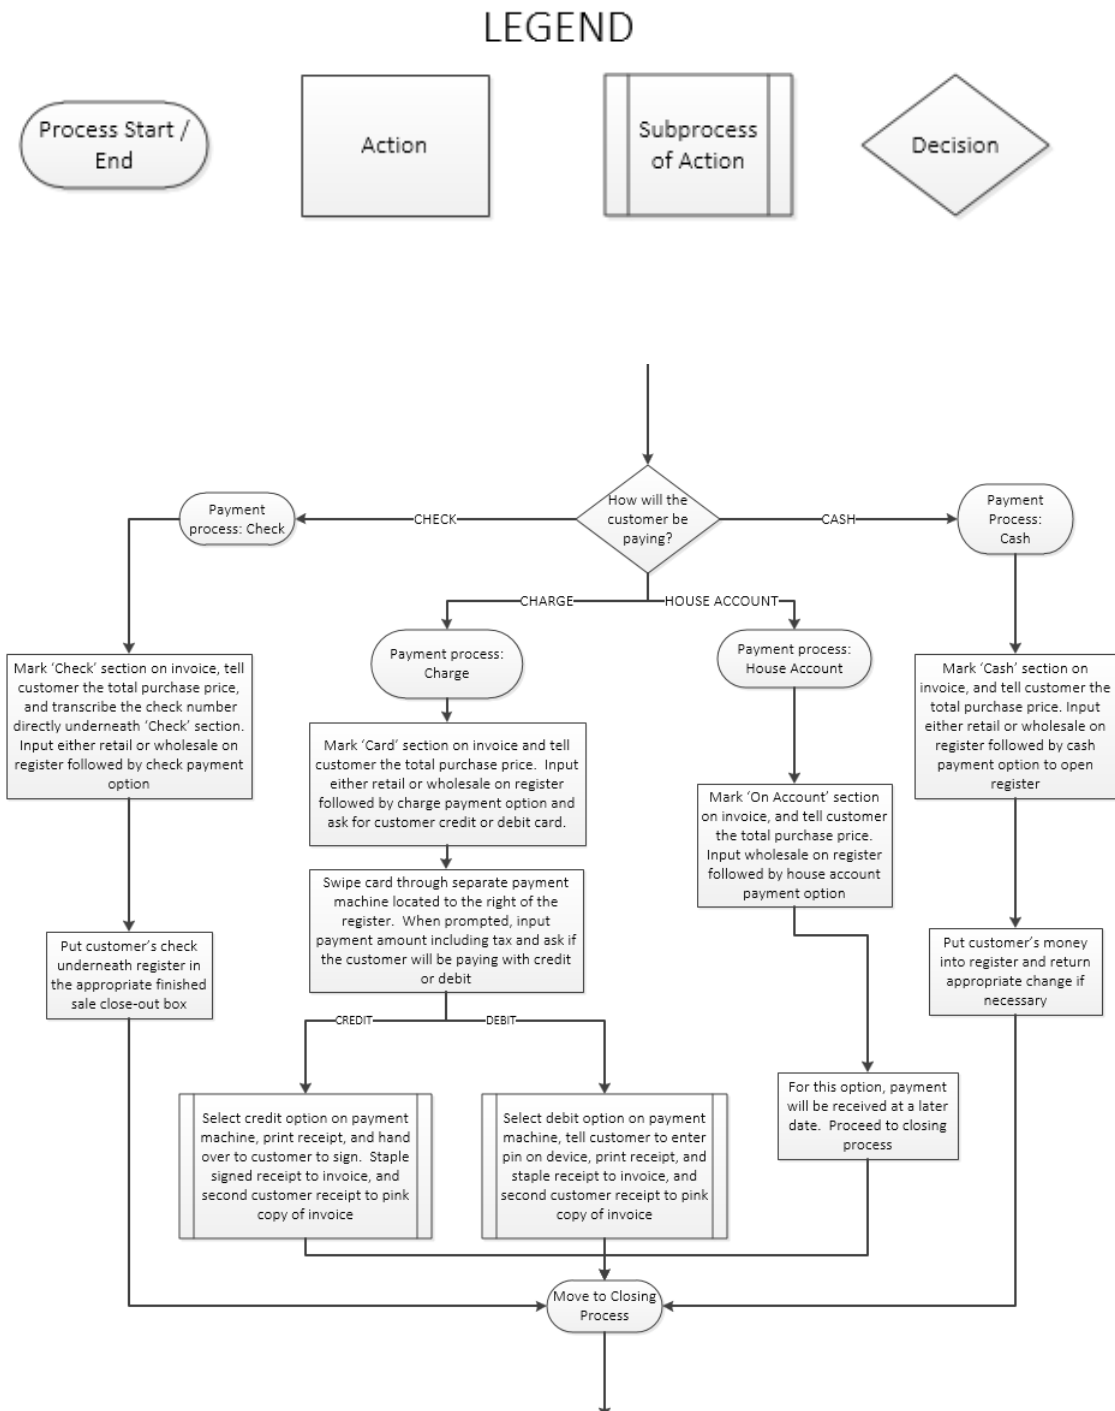 LEGEND
Process Start /
End
Action
Subprocess
of Action
Decision
How will the
customer be
paying?
CHECK
CASH
Payment
process: Check
Payment
Process:
Cash
CHARGE
HOUSE ACCOUNT
Payment process:
Charge
Payment process:
House Account
Mark ‘Check’ section on invoice, tell
customer the total purchase price,
and transcribe the check number
directly underneath ‘Check’ section.
Input either retail or wholesale on
register followed by check payment
option
Mark ‘Card’ section on invoice and tell
customer the total purchase price.  Input
either retail or wholesale on register
followed by charge payment option and
ask for customer credit or debit card.
Mark ‘On Account’ section
on invoice, and tell customer
the total purchase price.
Input wholesale on register
followed by house account
payment option
Mark ‘Cash’ section on
invoice, and tell customer the
total purchase price. Input
either retail or wholesale on
register followed by cash
payment option to open
register
Swipe card through separate payment
machine located to the right of the
register.  When prompted, input
payment amount including tax and ask if
the customer will be paying with credit
or debit
Put customer’s check
underneath register in
the appropriate finished
sale close-out box
Put customer’s money
into register and return
appropriate change if
necessary
CREDIT
DEBIT
Select credit option on payment
machine, print receipt, and hand
over to customer to sign.  Staple
signed receipt to invoice, and
second customer receipt to pink
copy of invoice
Select debit option on payment
machine, tell customer to enter
pin on device, print receipt, and
staple receipt to invoice, and
second customer receipt to pink
copy of invoice
For this option, payment
will be received at a later
date.  Proceed to closing
process
Move to Closing
Process